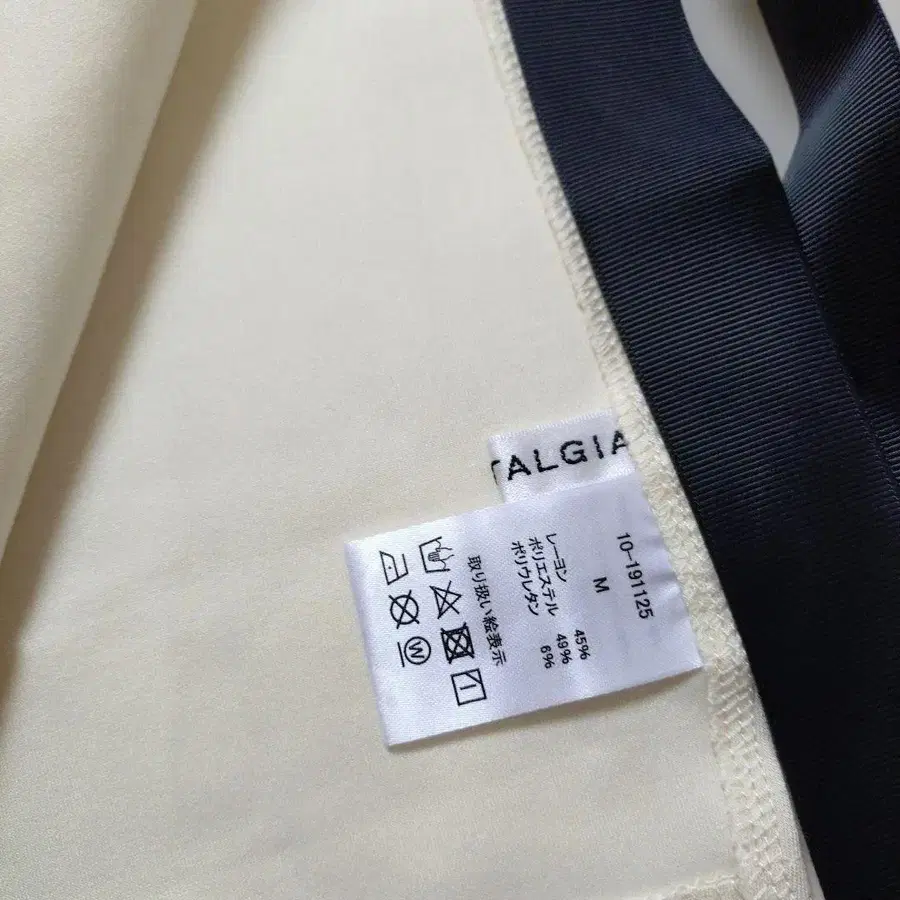 TALGIA
10-191125
M
レーヨン 45%
ポリエステル 49%
ポリウレタン 6%
取り扱い絵表示
W